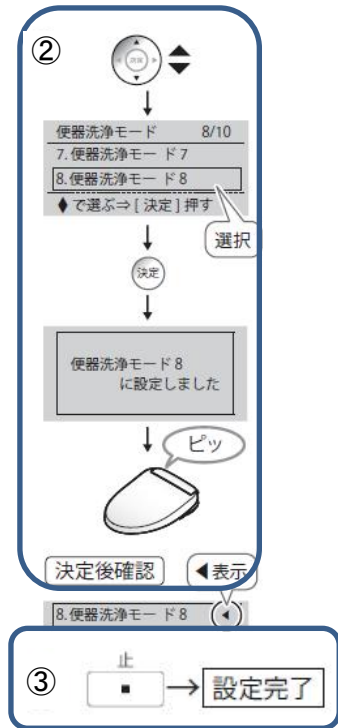 ②
決定
便器洗浄モード 8/10
7.便器洗浄モード7
8.便器洗浄モード8
♦で選ぶ⇒[決定]押す
選択
決定
便器洗浄モード8
に設定しました
ピッ
決定後確認
◀表示
8.便器洗浄モード8 ◀
③
止
■
→設定完了